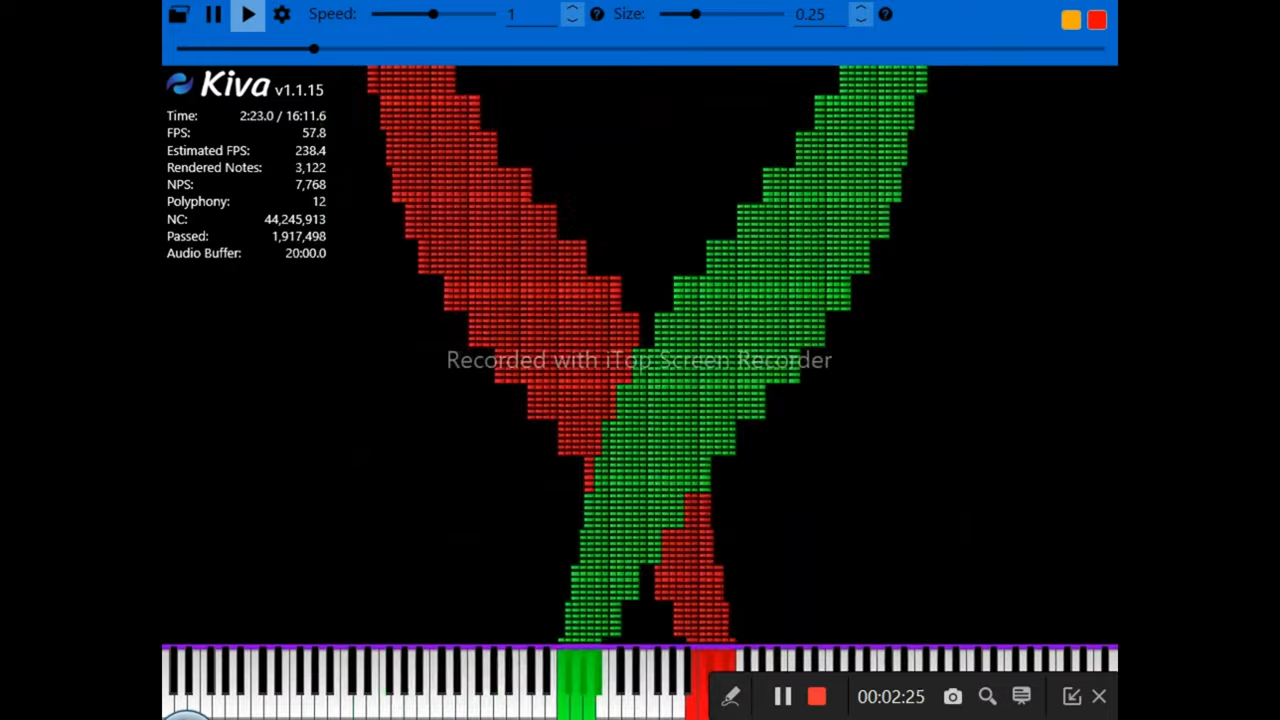 Speed: 1 Size: 0.25
Kiva v1.1.15
Time: 2:23.0 / 16:11.6
FPS: 57.8
Estimated FPS: 238.4
Rendered Notes: 3,122
NPS: 7,768
Polyphony: 12
NC: 44,245,913
Passed: 1,917,498
Audio Buffer: 20:00.0
Recorded with iTop Screen Recorder
00:02:25